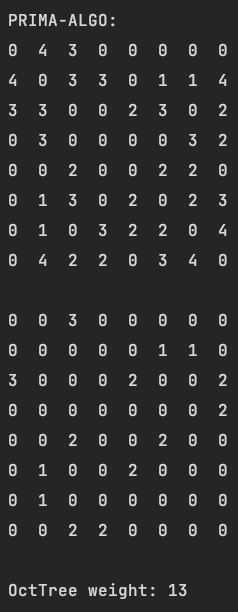 PRIMA-ALGO:
0 4 3 0 0 0 0 0
4 0 3 3 0 1 1 4
3 3 0 0 2 3 0 2
0 3 0 0 0 0 3 2
0 0 2 0 0 2 2 0
0 1 3 0 2 0 2 3
0 1 0 3 2 2 0 4
0 4 2 2 0 3 4 0
0 0 3 0 0 0 0 0
0 0 0 0 0 1 1 0
3 0 0 0 2 0 0 2
0 0 0 0 0 0 0 2
0 0 2 0 0 2 0 0
0 1 0 0 2 0 0 0
0 1 0 0 0 0 0 0
0 0 2 2 0 0 0 0
OctTree weight: 13